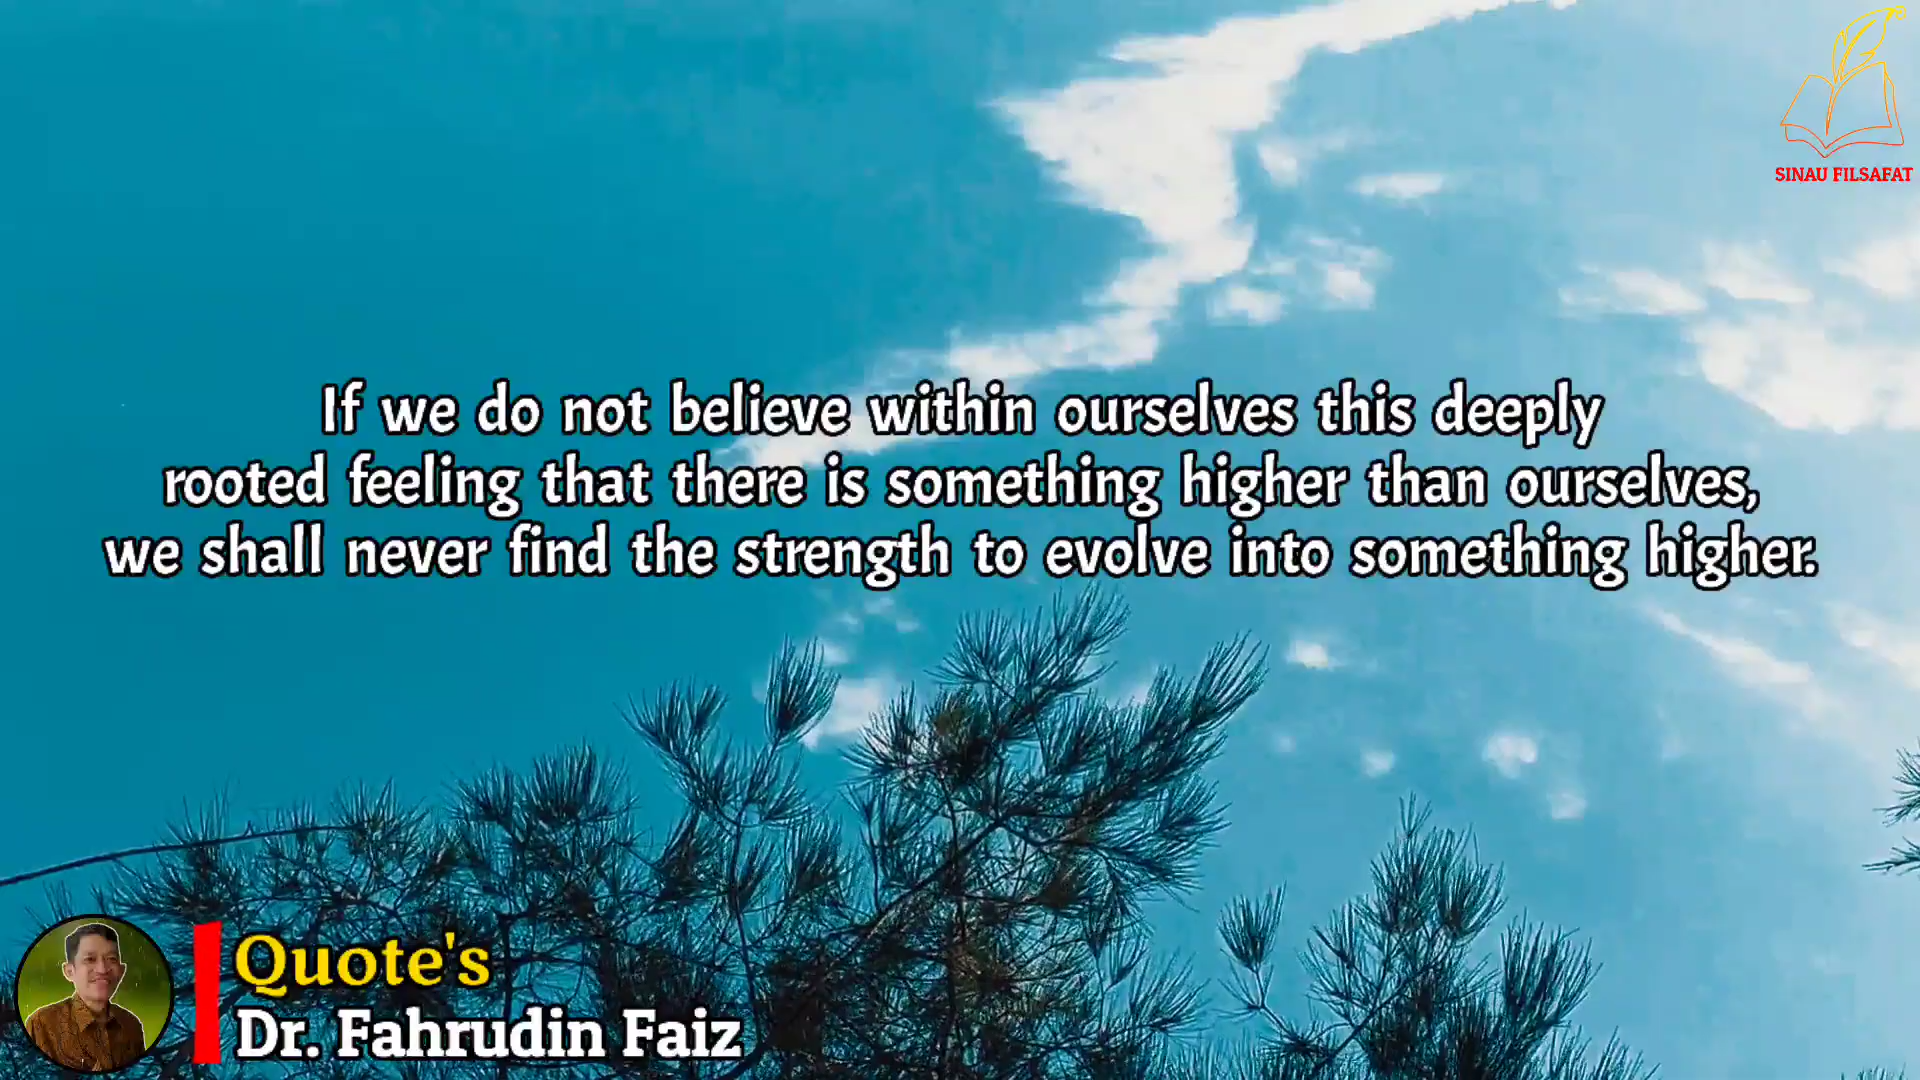 SINAU FILSAFAT
If we do not believe within ourselves this deeply
rooted feeling that there is something higher than ourselves,
we shall never find the strength to evolve into something higher.
Quote's
Dr. Fahrudin Faiz